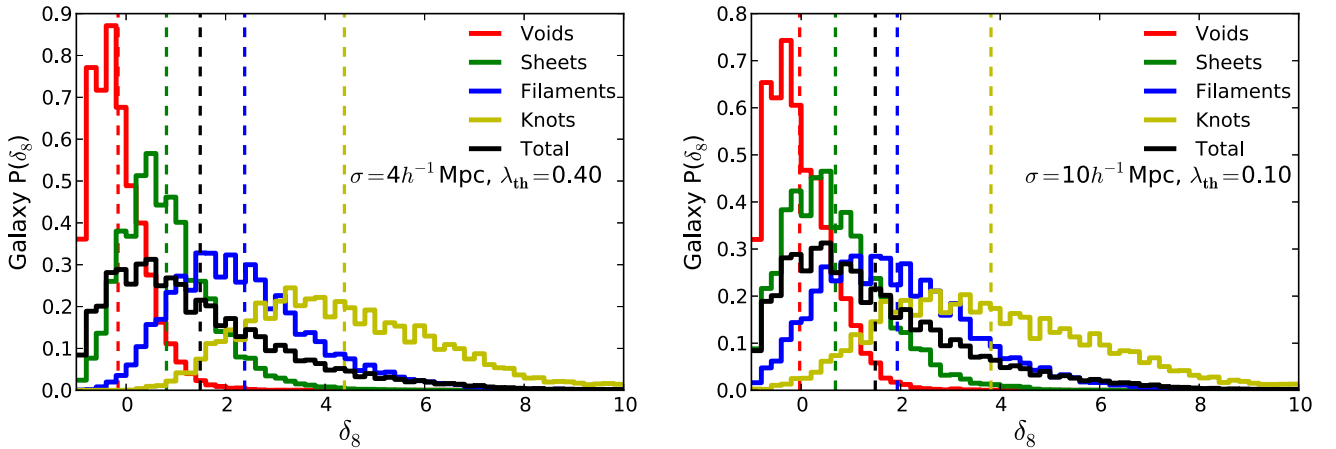 0.9
0.8
0.7
0.6
0.5
0.4
0.3
0.2
0.1
0.0
Galaxy P(δ₈)
0 2 4 6 8 10
δ₈
Voids
Sheets
Filaments
Knots
Total
σ=4h⁻¹ Mpc, λ_th=0.40
0.8
0.7
0.6
0.5
0.4
0.3
0.2
0.1
0.0
Galaxy P(δ₈)
0 2 4 6 8 10
δ₈
Voids
Sheets
Filaments
Knots
Total
σ=10h⁻¹ Mpc, λ_th=0.10